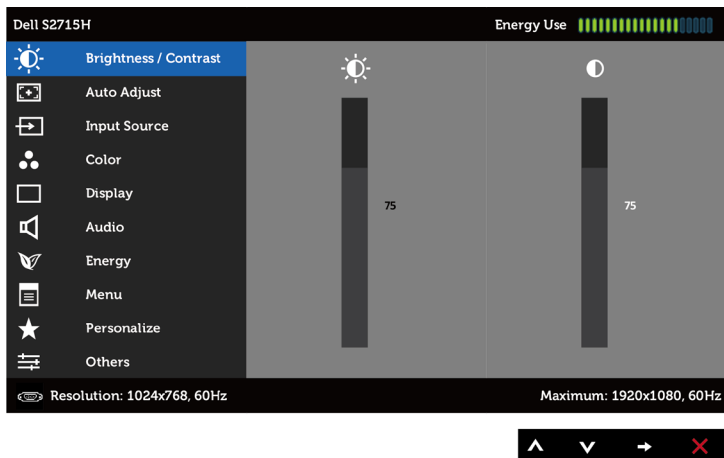 Dell S2715H
Energy Use
Brightness / Contrast
Auto Adjust
Input Source
Color
Display
Audio
Energy
Menu
Personalize
Others
75
75
Resolution: 1024x768, 60Hz
Maximum: 1920x1080, 60Hz